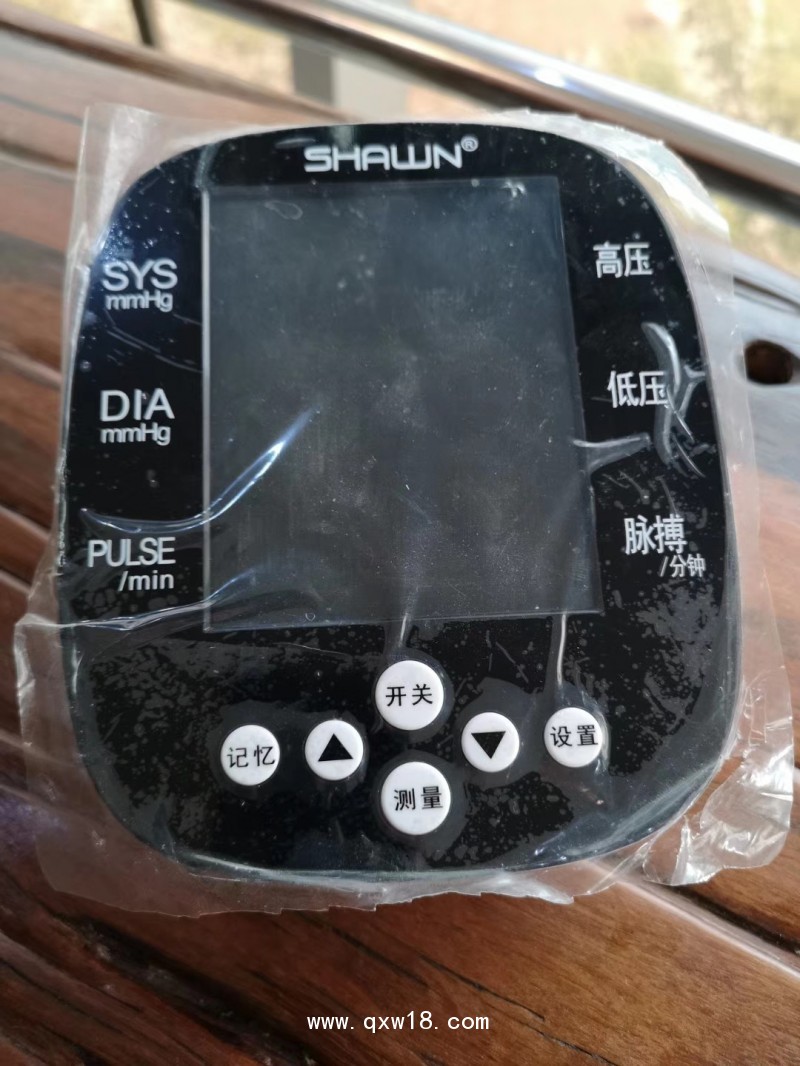 SHAWN®
SYS
mmHg
高压
DIA
mmHg
低压
PULSE
/min
脉搏
/分钟
开关
记忆
▲
▼
设置
测量
www.qxw18.com